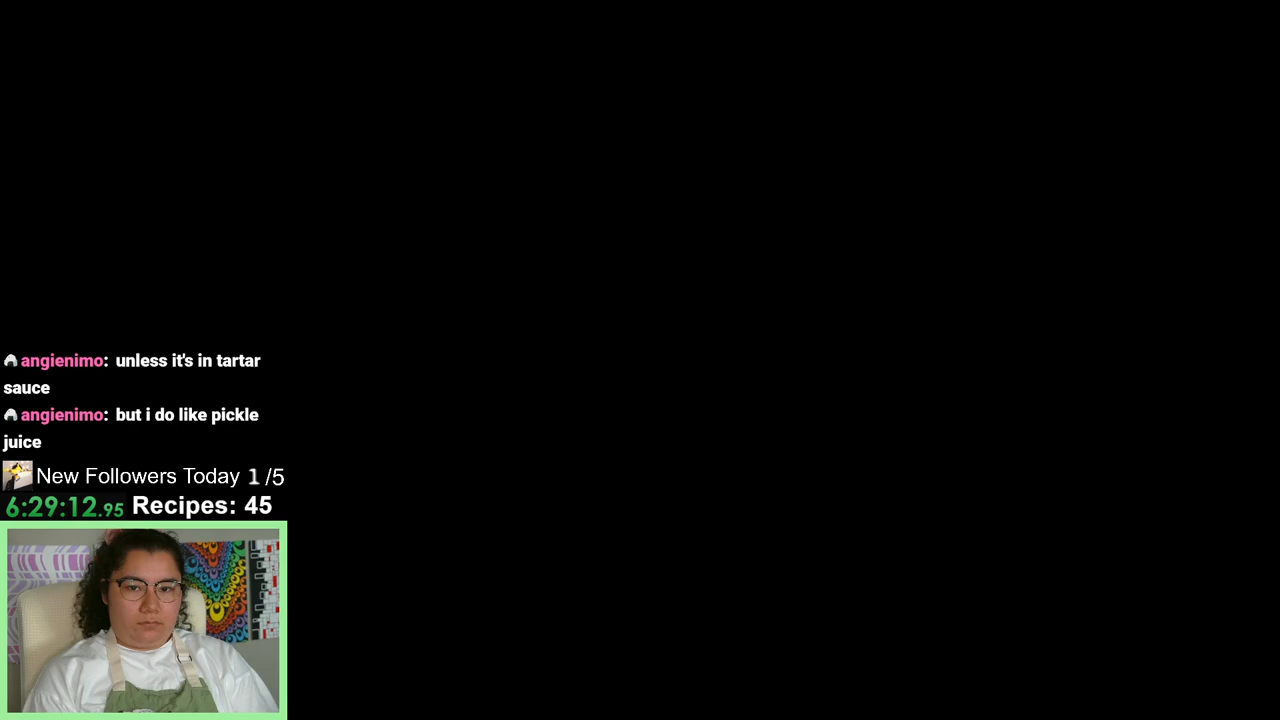 angienimo: unless it's in tartar
sauce
angienimo: but i do like pickle
juice
New Followers Today 1 /5
6:29:12.95 Recipes: 45